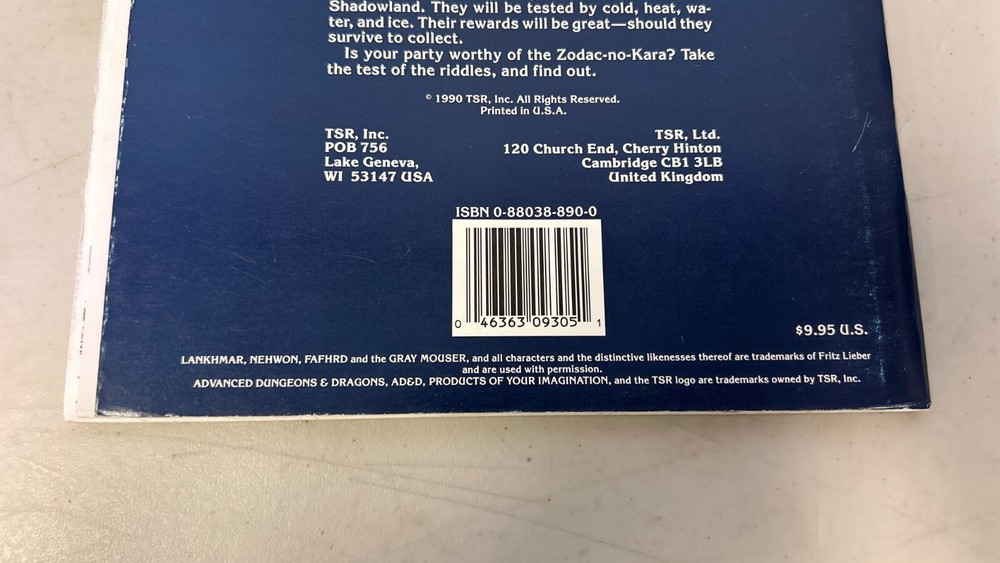 Shadowland. They will be tested by cold, heat, wa-
ter, and ice. Their rewards will be great—should they
survive to collect.
Is your party worthy of the Zodac-no-Kara? Take
the test of the riddles, and find out.
© 1990 TSR, Inc. All Rights Reserved.
Printed in U.S.A.
TSR, Inc.
POB 756
Lake Geneva,
WI 53147 USA
TSR, Ltd.
120 Church End, Cherry Hinton
Cambridge CB1 3LB
United Kingdom
ISBN 0-88038-890-0
0 46363 09305 1
$9.95 U.S.
LANKHMAR, NEHWON, FAFHRD and the GRAY MOUSER, and all characters and the distinctive likenesses thereof are trademarks of Fritz Lieber
and are used with permission.
ADVANCED DUNGEONS & DRAGONS, AD&D, PRODUCTS OF YOUR IMAGINATION, and the TSR logo are trademarks owned by TSR, Inc.